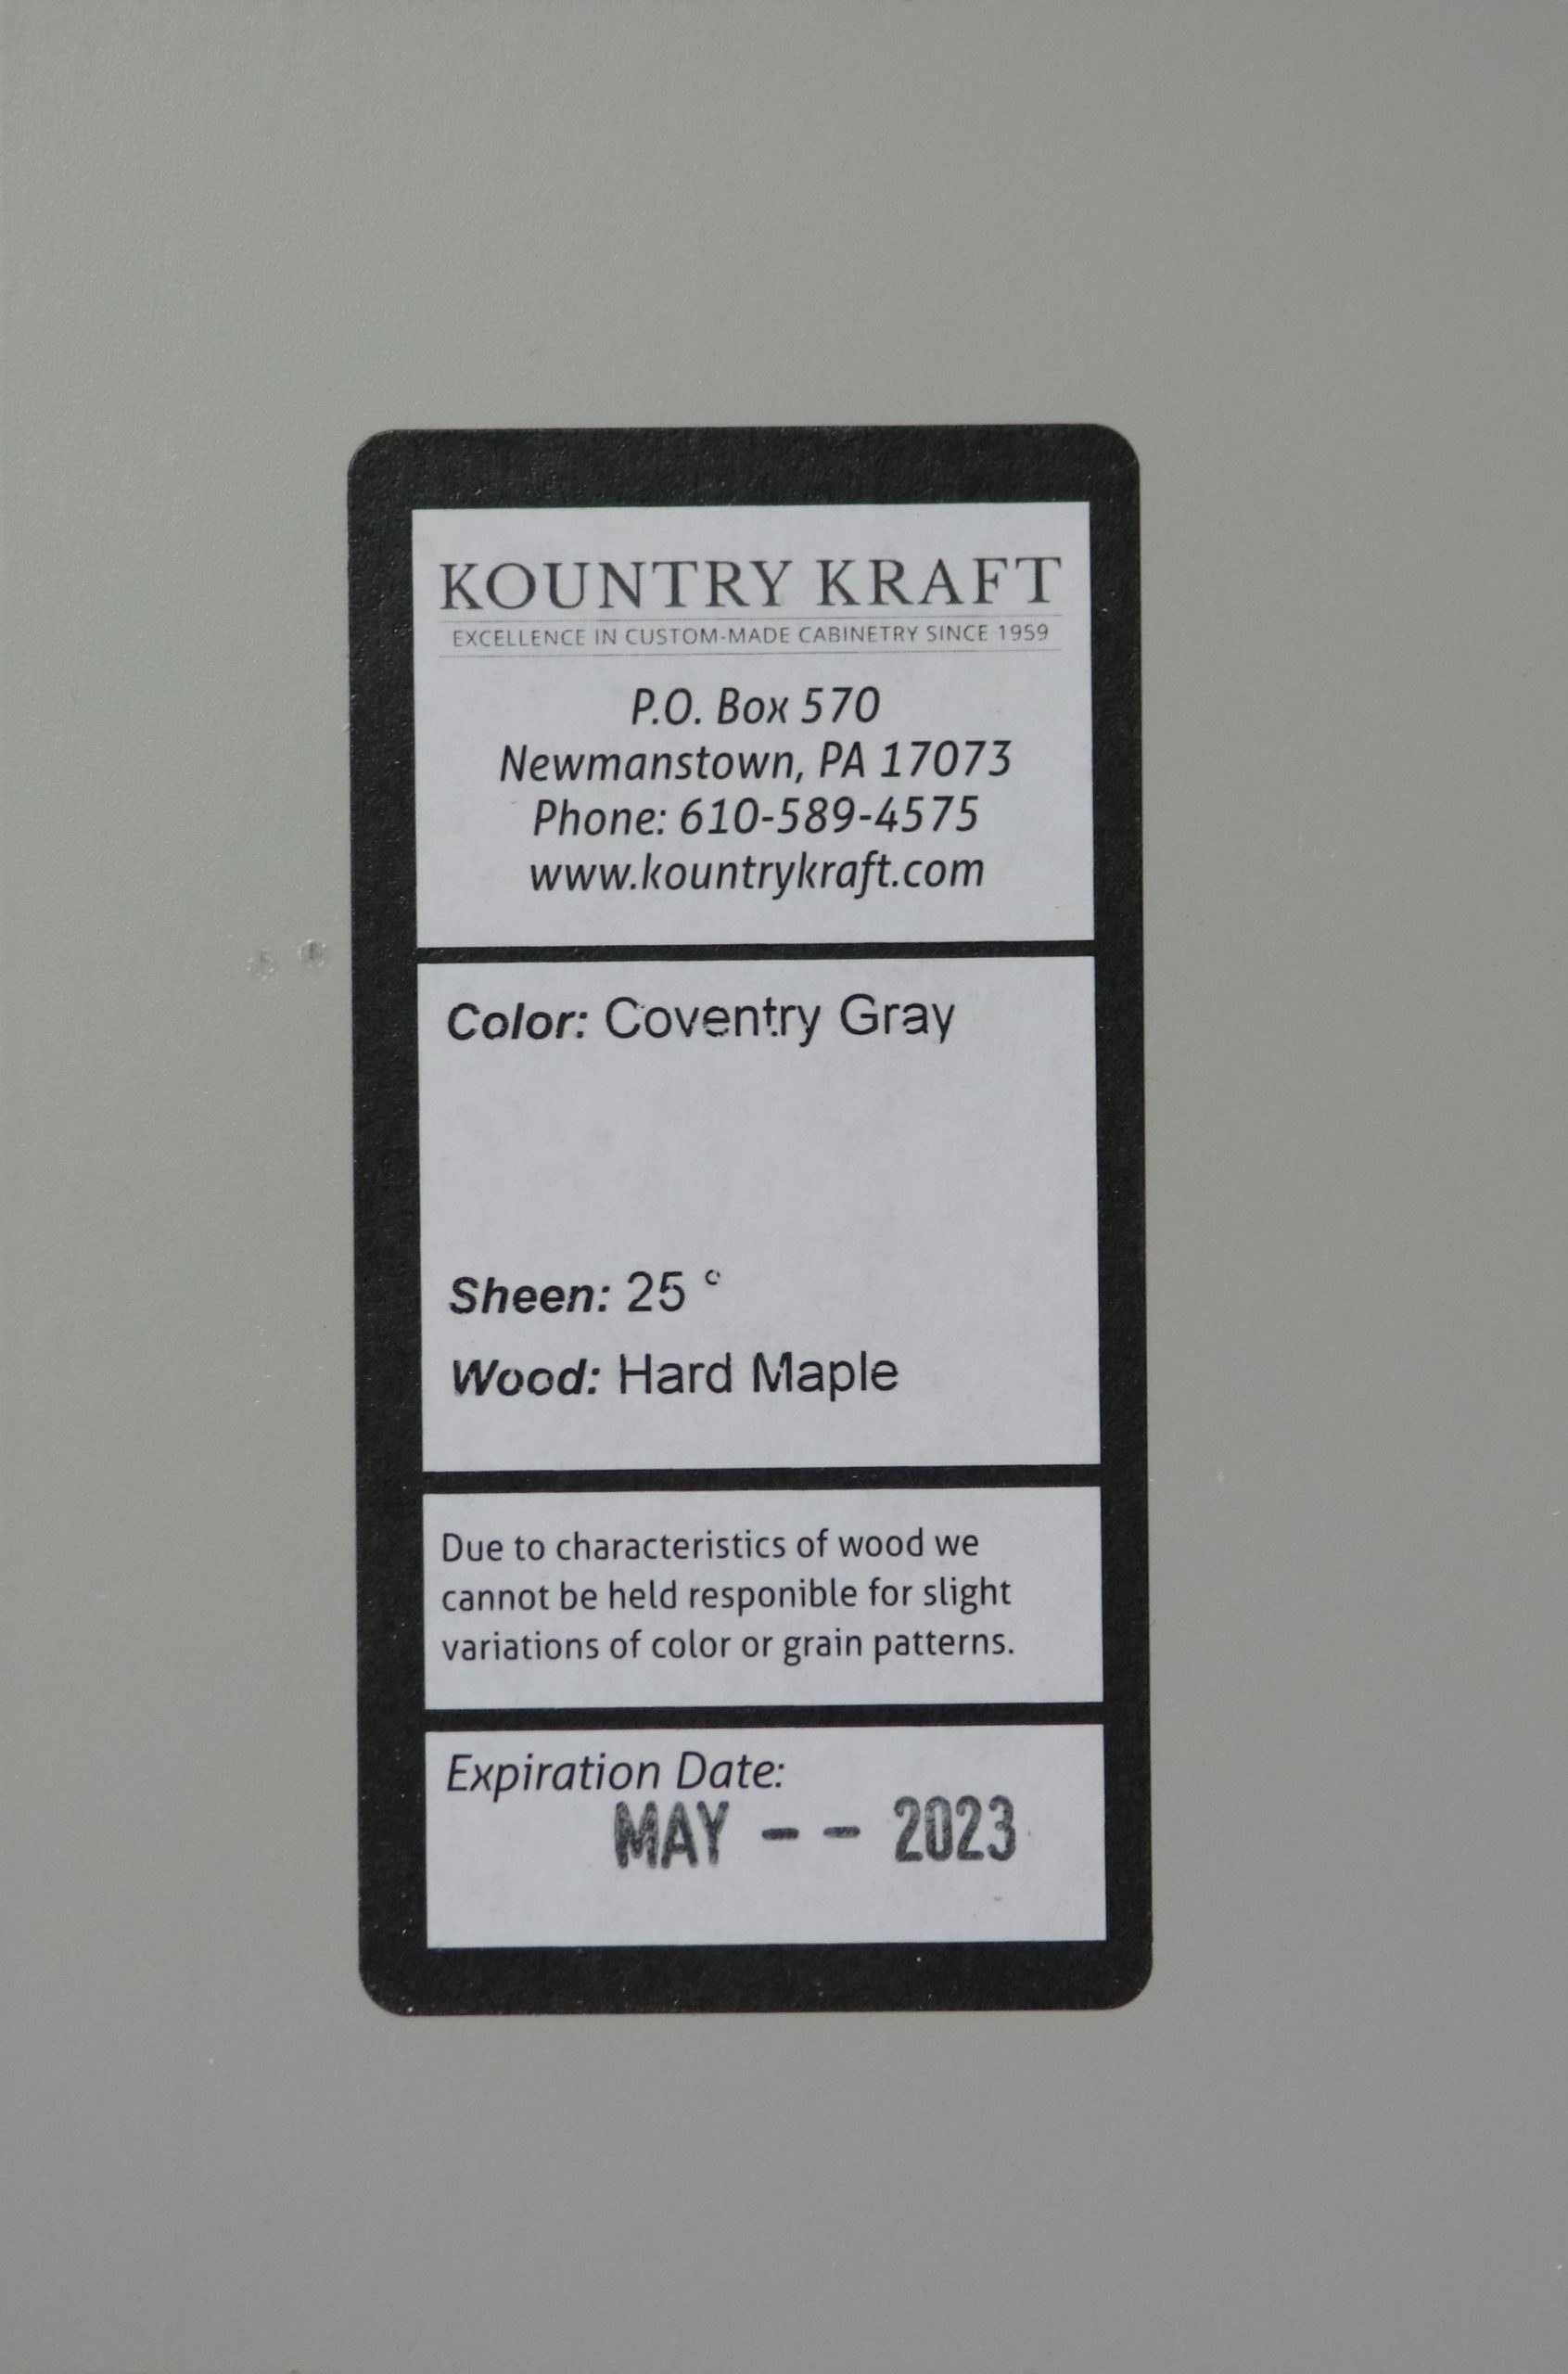 KOUNTRY KRAFT
EXCELLENCE IN CUSTOM-MADE CABINETRY SINCE 1959
P.O. Box 570
Newmanstown, PA 17073
Phone: 610-589-4575
www.kountrykraft.com
Color: Coventry Gray
Sheen: 25 °
Wood: Hard Maple
Due to characteristics of wood we
cannot be held responible for slight
variations of color or grain patterns.
Expiration Date:
MAY -- 2023